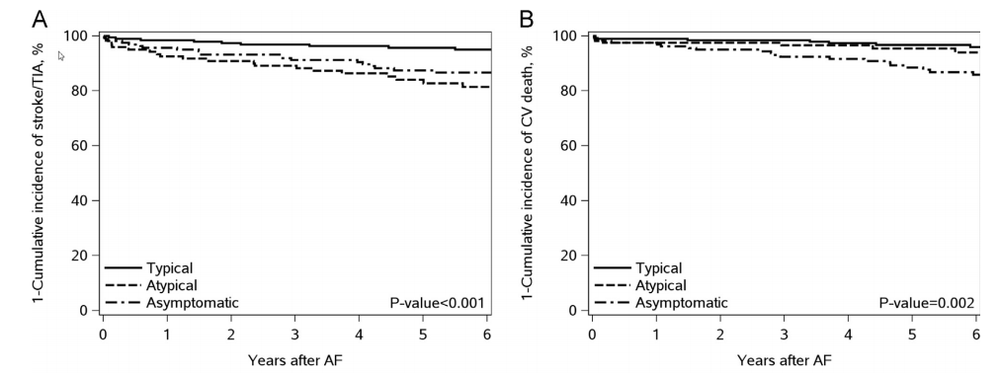 A
1-Cumulative incidence of stroke/TIA, %
100
80
60
40
20
0
Typical
Atypical
Asymptomatic
P-value<0.001
0 1 2 3 4 5 6
Years after AF
B
1-Cumulative incidence of CV death, %
100
80
60
40
20
0
Typical
Atypical
Asymptomatic
P-value=0.002
0 1 2 3 4 5 6
Years after AF